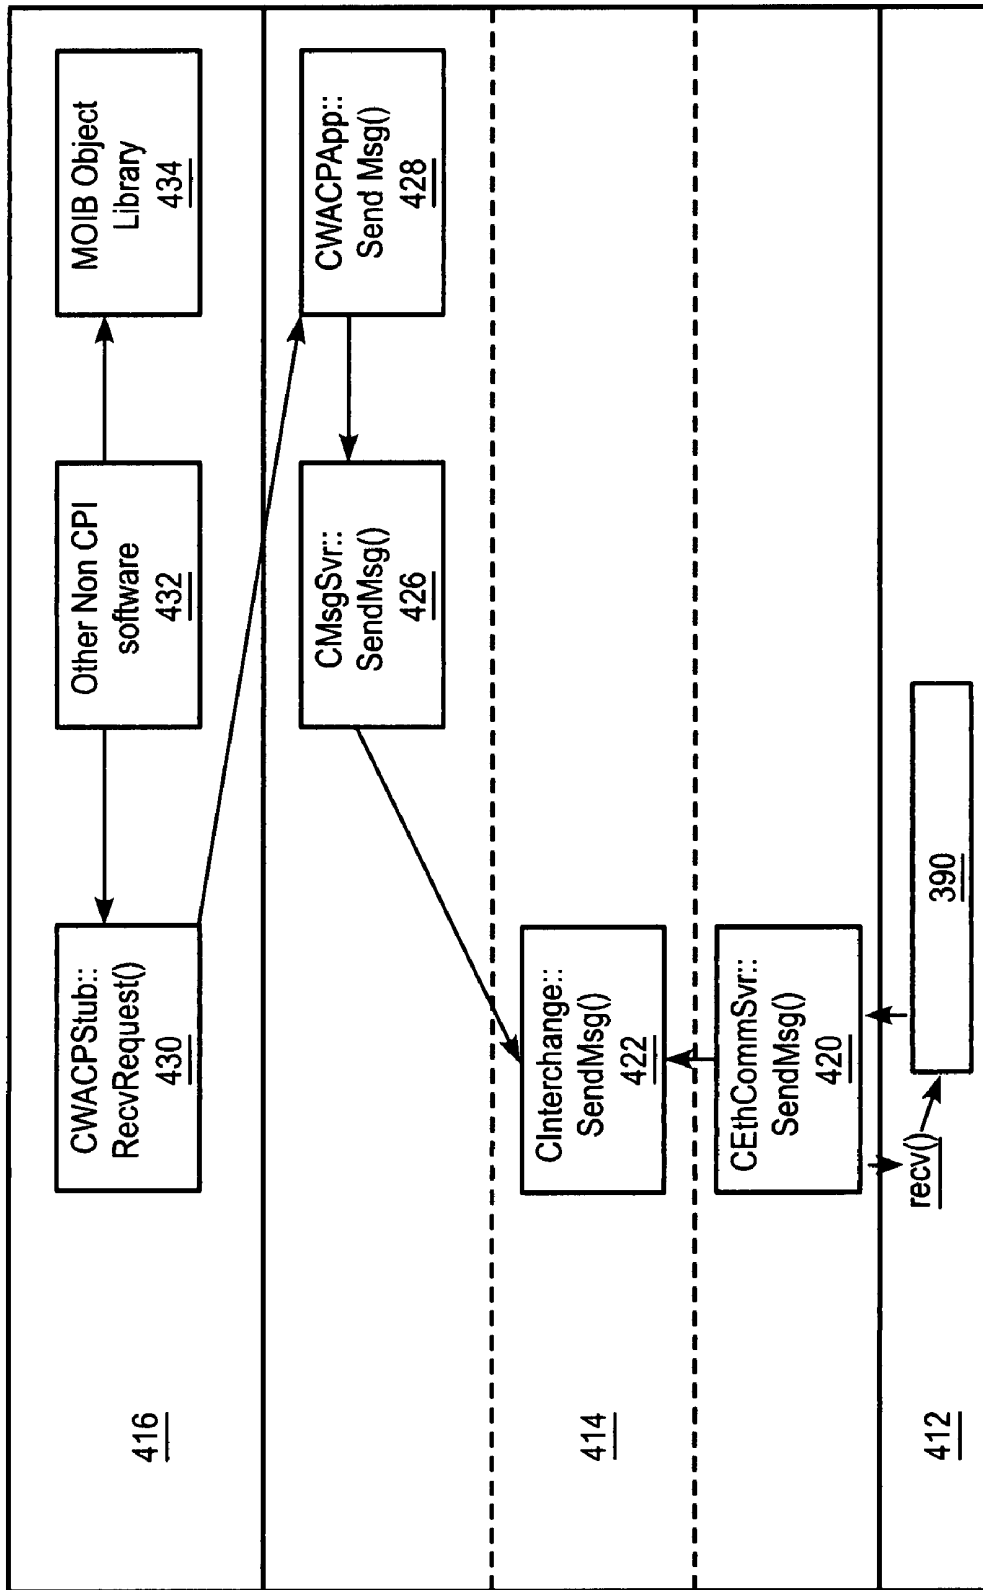 416
CWACPStub::
RecvRequest()
430
Other Non CPI
software
432
MOIB Object
Library
434
CMsgSvr::
SendMsg()
426
CWACPApp::
Send Msg()
428
414
CInterchange::
SendMsg()
422
CEthCommSvr::
SendMsg()
420
412
recv()
390